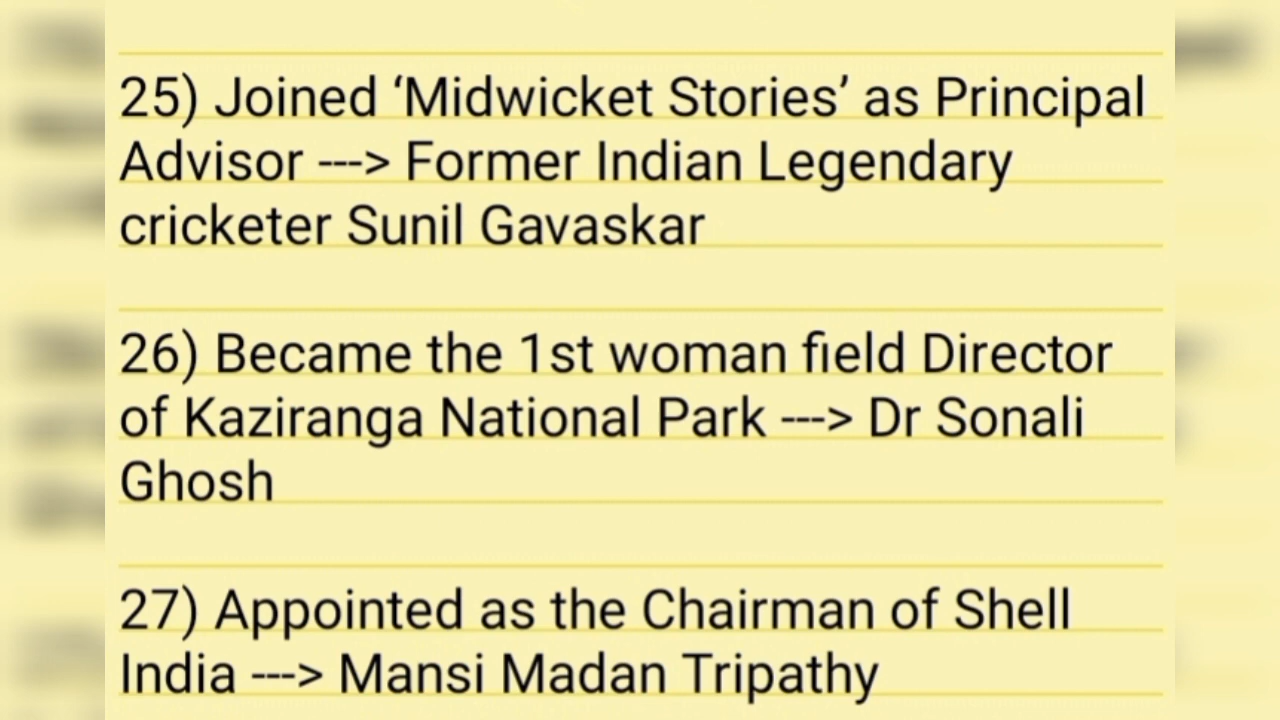 25) Joined ‘Midwicket Stories’ as Principal
Advisor ---> Former Indian Legendary
cricketer Sunil Gavaskar
26) Became the 1st woman field Director
of Kaziranga National Park ---> Dr Sonali
Ghosh
27) Appointed as the Chairman of Shell
India ---> Mansi Madan Tripathy